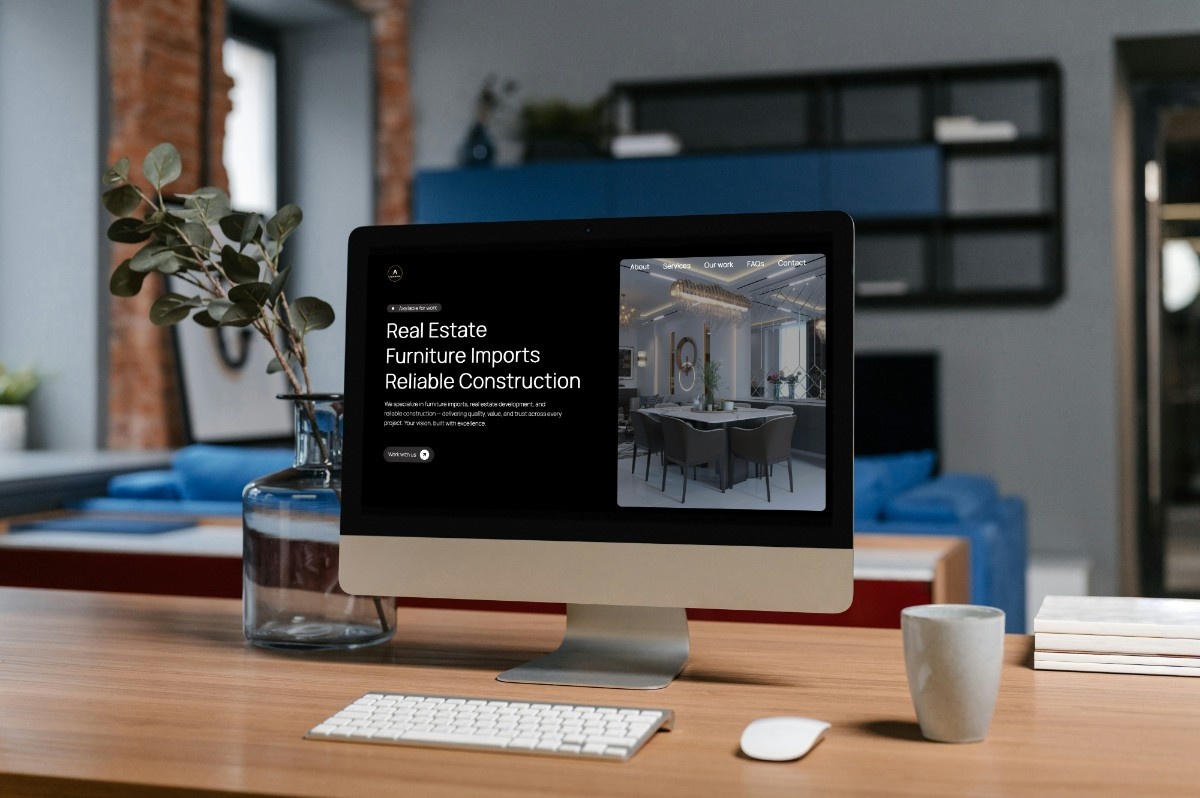 About Services Our work FAQs Contact
Available for work
Real Estate
Furniture Imports
Reliable Construction
We specialize in furniture imports, real estate development, and
reliable construction — delivering quality, value, and trust across every
project. Your vision, built with excellence.
Work with us